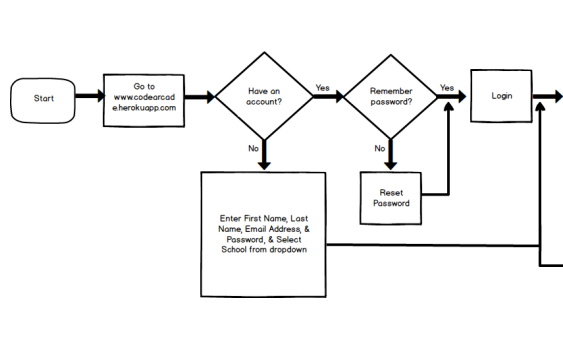 Start
Go to
www.codearcad
e.herokuapp.com
Have an
account?
Yes
Remember
password?
Yes
Login
No
No
Reset
Password
Enter First Name, Last
Name, Email Address, &
Password, & Select
School from dropdown